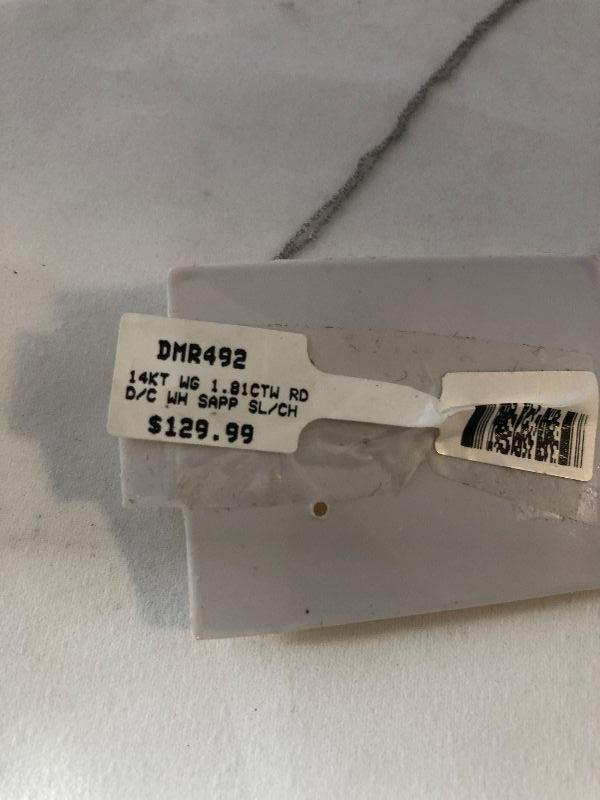 DMR492
14KT WG 1.81CTW RD
D/C WH SAPP SL/CH
$129.99